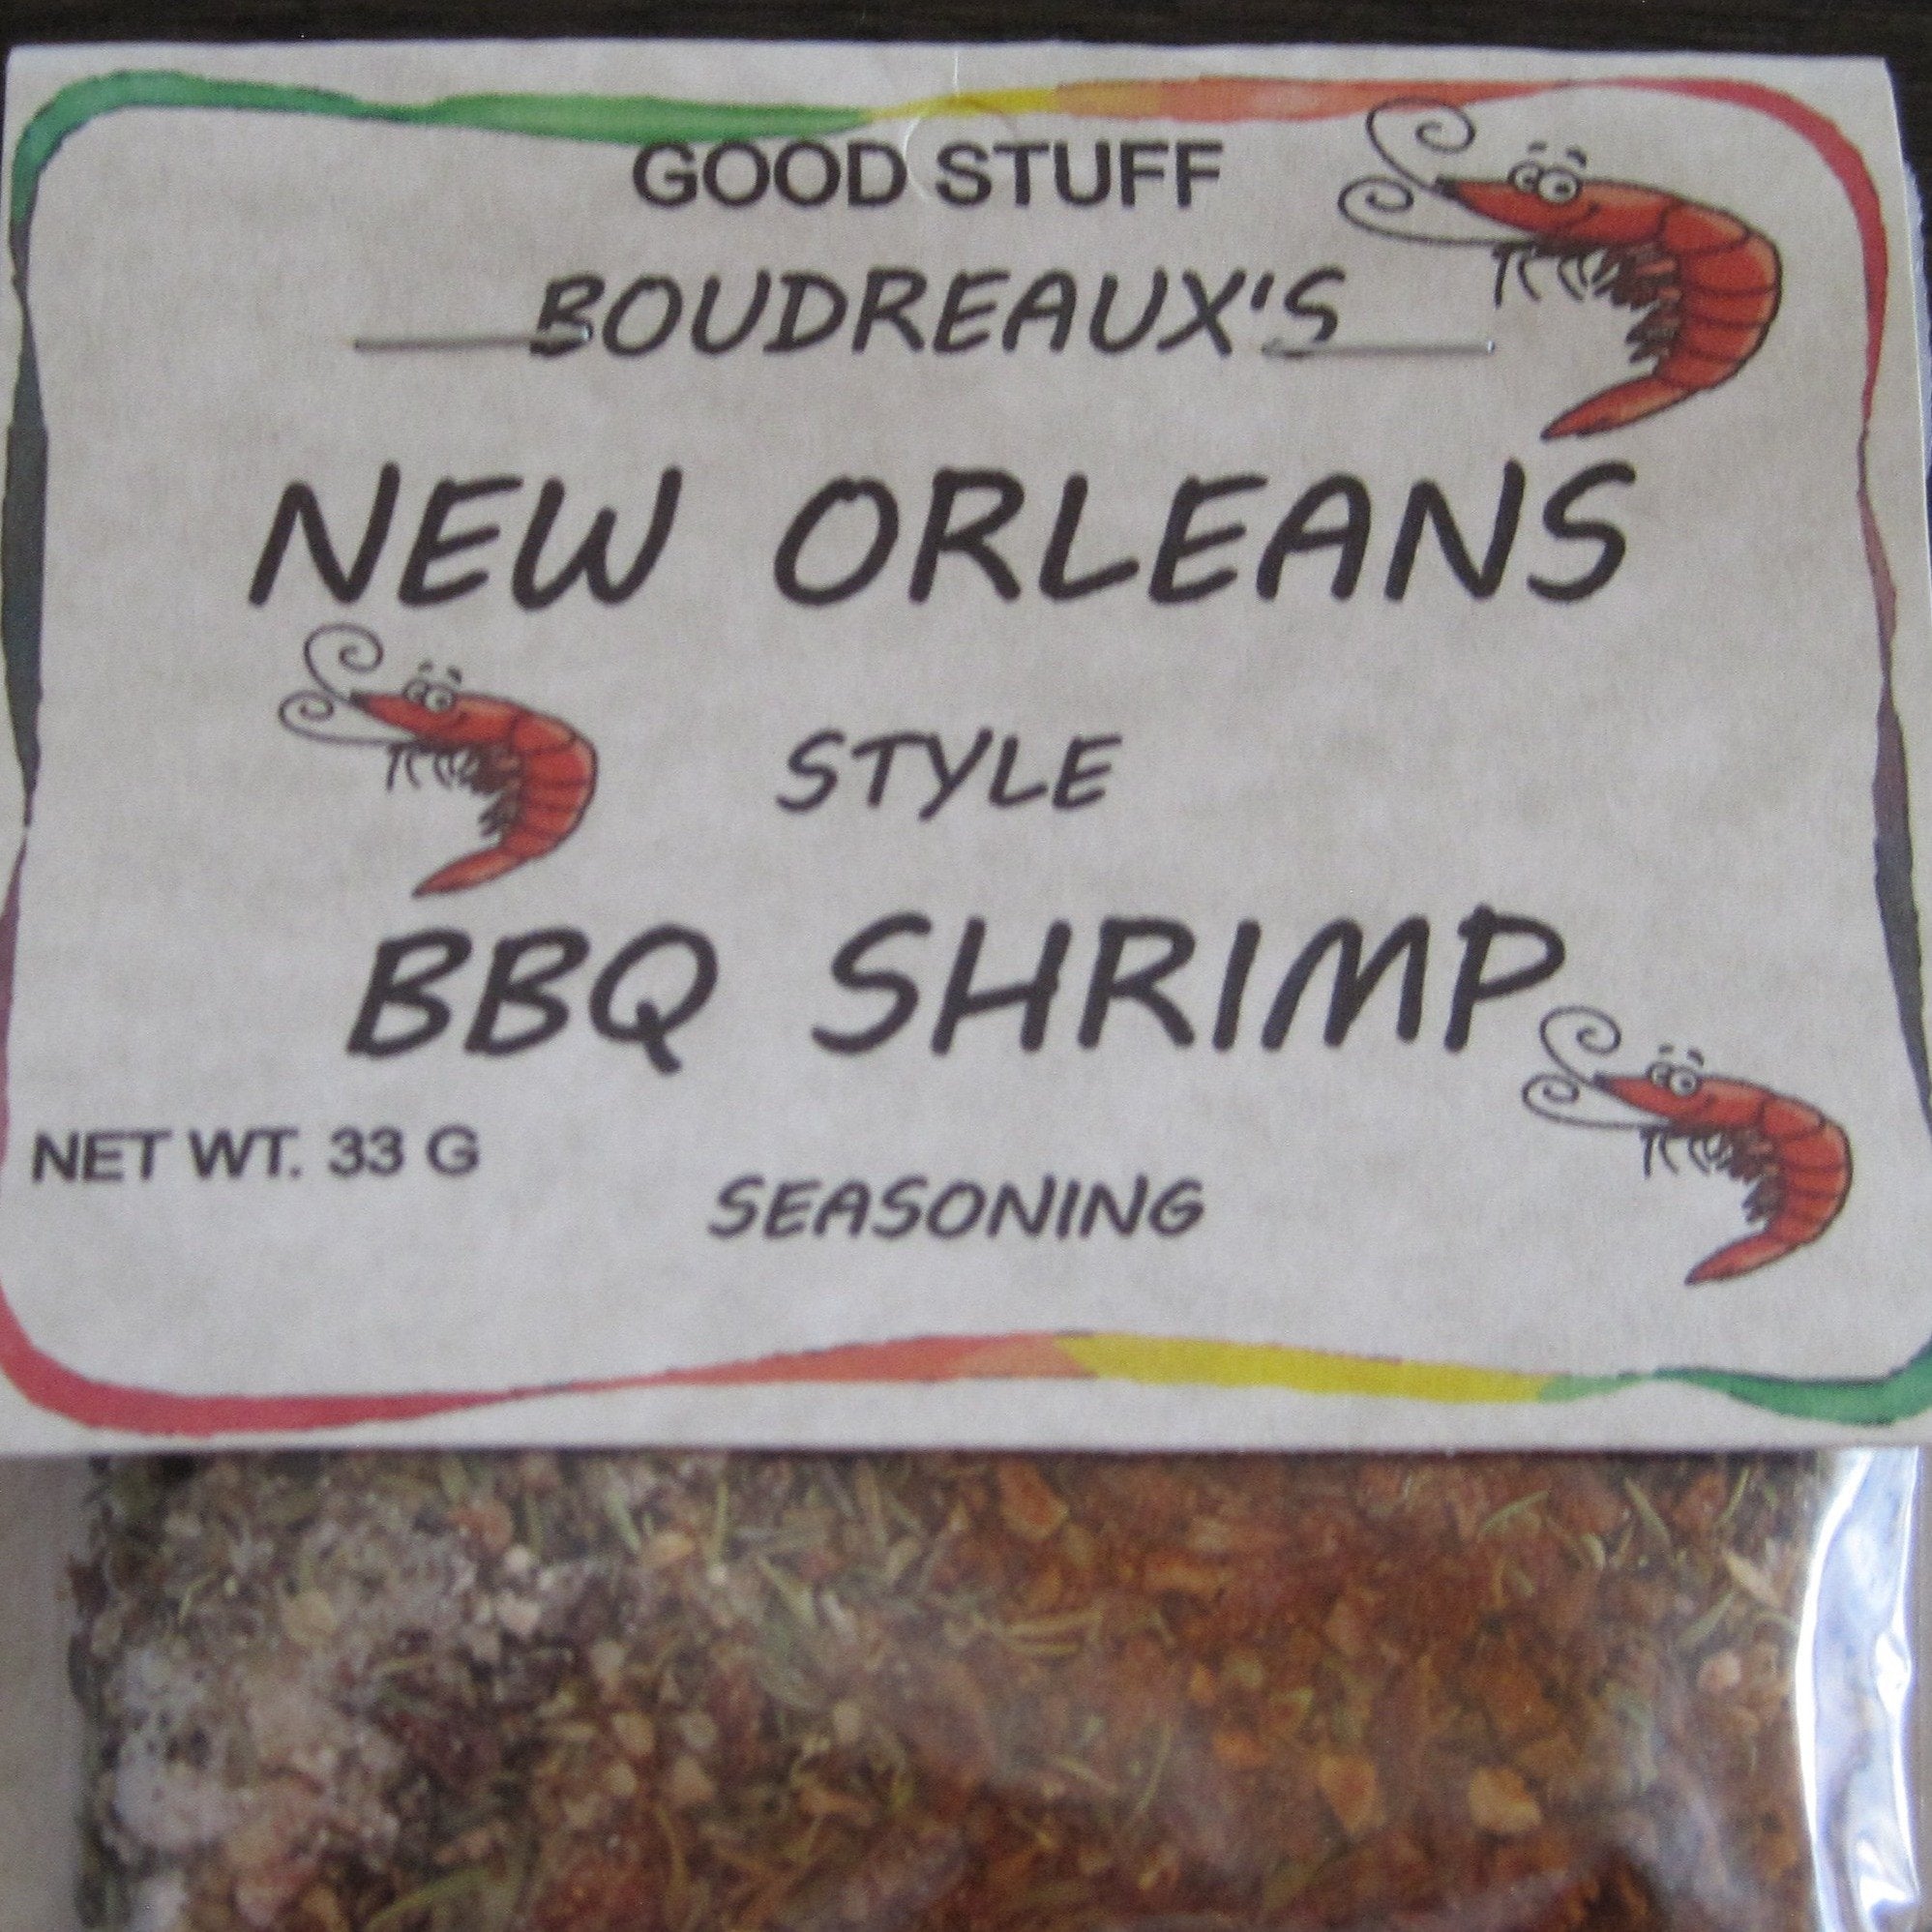 GOOD STUFF
BOUDREAUX'S
NEW ORLEANS
STYLE
BBQ SHRIMP
NET WT. 33 G
SEASONING